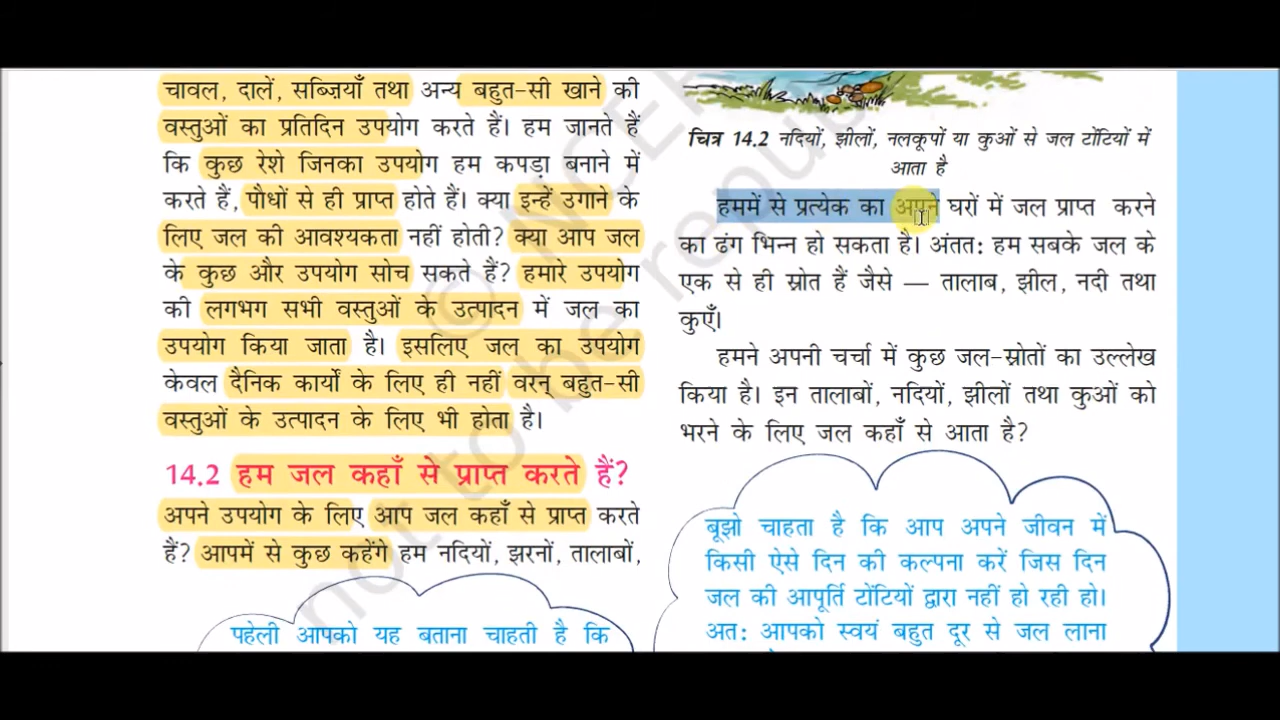 चावल, दालें, सब्ज़ियाँ तथा अन्य बहुत-सी खाने की
वस्तुओं का प्रतिदिन उपयोग करते हैं। हम जानते हैं
कि कुछ रेशे जिनका उपयोग हम कपड़ा बनाने में
करते हैं, पौधों से ही प्राप्त होते हैं। क्या इन्हें उगाने के
लिए जल की आवश्यकता नहीं होती? क्या आप जल
के कुछ और उपयोग सोच सकते हैं? हमारे उपयोग
की लगभग सभी वस्तुओं के उत्पादन में जल का
उपयोग किया जाता है। इसलिए जल का उपयोग
केवल दैनिक कार्यों के लिए ही नहीं वरन् बहुत-सी
वस्तुओं के उत्पादन के लिए भी होता है।
14.2 हम जल कहाँ से प्राप्त करते हैं?
अपने उपयोग के लिए आप जल कहाँ से प्राप्त करते
हैं? आपमें से कुछ कहेंगे हम नदियों, झरनों, तालाबों,
पहेली आपको यह बताना चाहती है कि
चित्र 14.2 नदियों, झीलों, नलकूपों या कुओं से जल टोंटियों में
आता है
हममें से प्रत्येक का अपने घरों में जल प्राप्त करने
का ढंग भिन्न हो सकता है। अंततः हम सबके जल के
एक से ही स्रोत हैं जैसे — तालाब, झील, नदी तथा
कुएँ।
हमने अपनी चर्चा में कुछ जल-स्रोतों का उल्लेख
किया है। इन तालाबों, नदियों, झीलों तथा कुओं को
भरने के लिए जल कहाँ से आता है?
बूझो चाहता है कि आप अपने जीवन में
किसी ऐसे दिन की कल्पना करें जिस दिन
जल की आपूर्ति टोंटियों द्वारा नहीं हो रही हो।
अतः आपको स्वयं बहुत दूर से जल लाना
© NCER
not to be repu